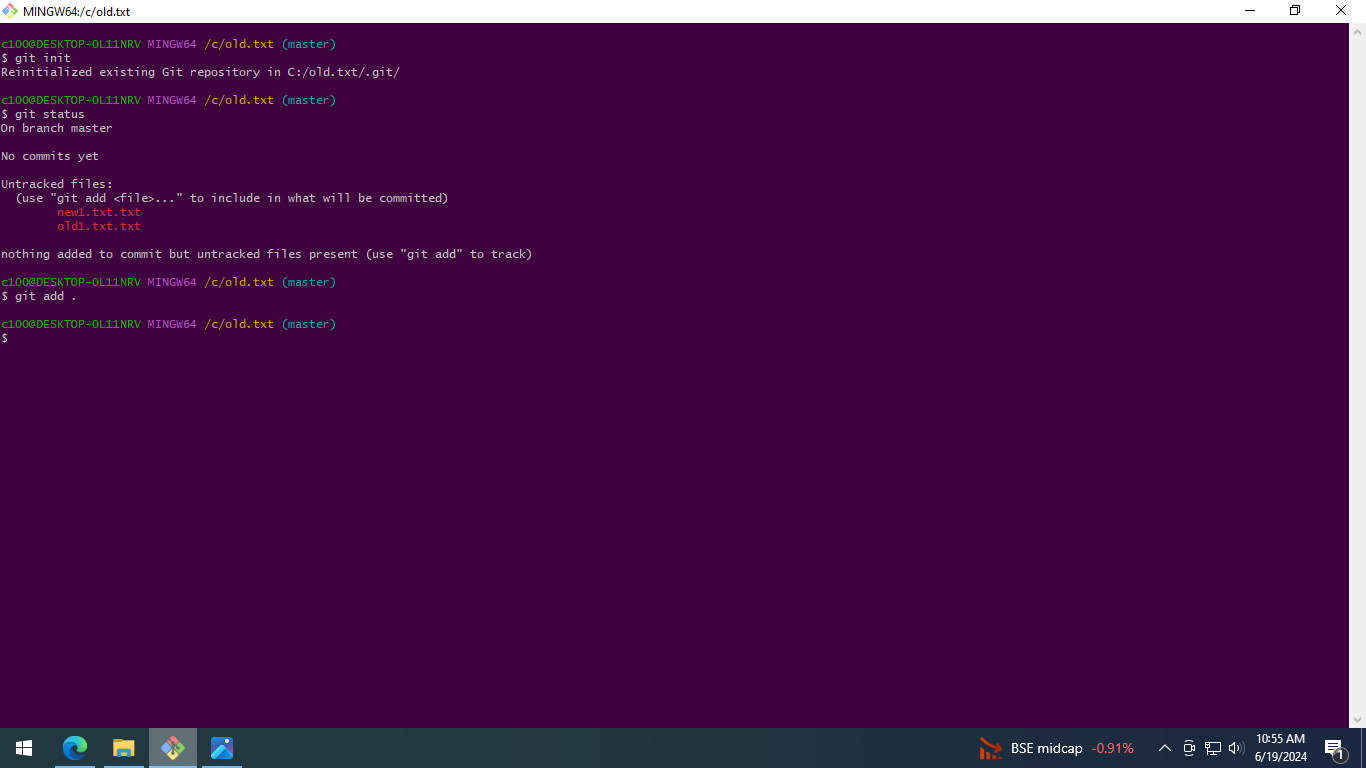 MINGW64:/c/old.txt
c100@DESKTOP-OL11NRV MINGW64 /c/old.txt (master)
$ git init
Reinitialized existing Git repository in C:/old.txt/.git/
c100@DESKTOP-OL11NRV MINGW64 /c/old.txt (master)
$ git status
On branch master
No commits yet
Untracked files:
(use "git add <file>..." to include in what will be committed)
new1.txt.txt
old1.txt.txt
nothing added to commit but untracked files present (use "git add" to track)
c100@DESKTOP-OL11NRV MINGW64 /c/old.txt (master)
$ git add .
c100@DESKTOP-OL11NRV MINGW64 /c/old.txt (master)
$
BSE midcap -0.91%
10:55 AM
6/19/2024
1